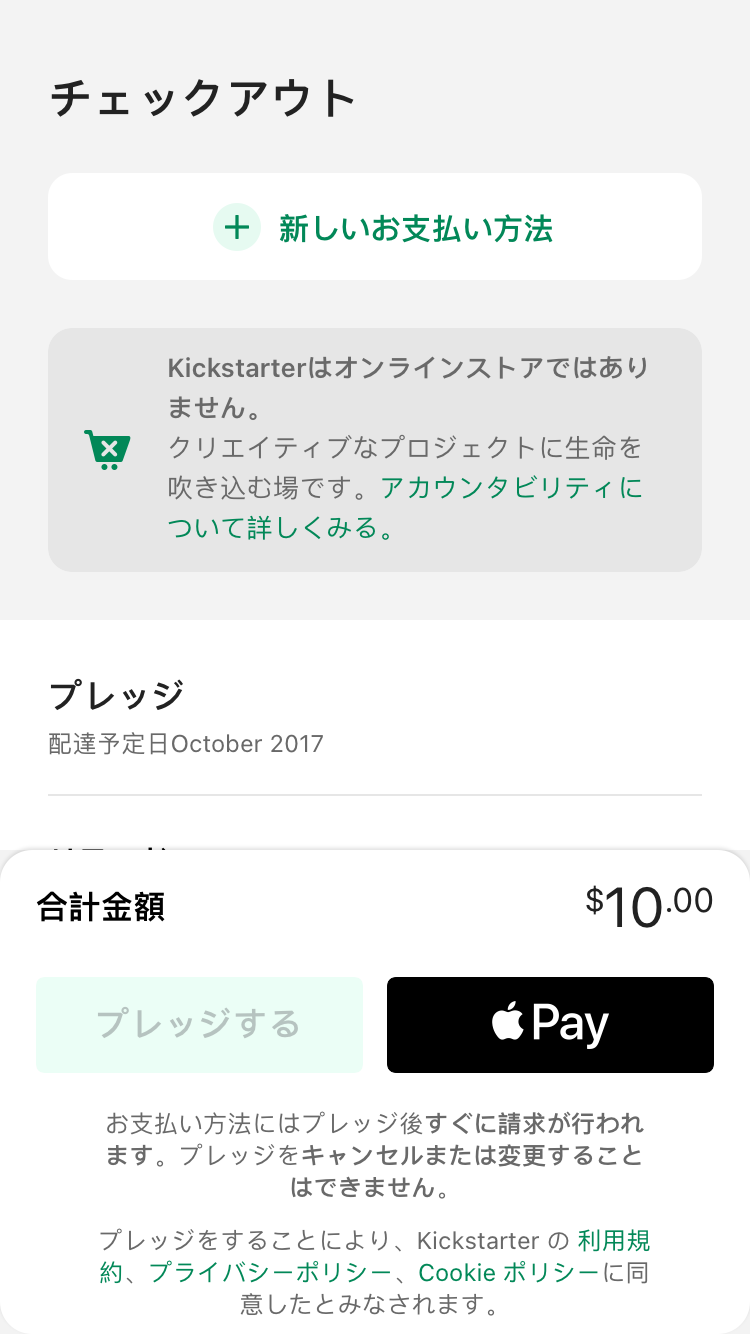 チェックアウト
新しいお支払い方法
Kickstarterはオンラインストアではあり
ません。
クリエイティブなプロジェクトに生命を
吹き込む場です。アカウンタビリティに
ついて詳しくみる。
プレッジ
配達予定日October 2017
合計金額
$10.00
プレッジする
Pay
お支払い方法にはプレッジ後すぐに請求が行われ
ます。プレッジをキャンセルまたは変更すること
はできません。
プレッジをすることにより、Kickstarter の 利用規
約、プライバシーポリシー、Cookie ポリシーに同
意したとみなされます。